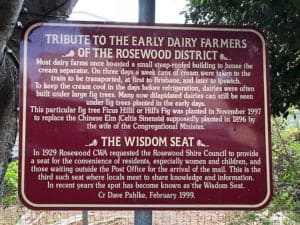 TRIBUTE TO THE EARLY DAIRY FARMERS
OF THE ROSEWOOD DISTRICT
Most dairy farms once boasted a small steep-roofed building to house the
cream separator. On three days a week cans of cream were taken to the
train to be transported, at first to Brisbane, and later to Ipswich.
To keep the cream cool in the days before refrigeration, dairies were often
built under large fig trees. Many now dilapidated dairies can still be seen
under fig trees planted in the early days.
This particular fig tree Ficus Hillii or Hill's Fig was planted in November 1997
to replace the Chinese Elm (Celtis Sinensis) supposedly planted in 1896 by
the wife of the Congregational Minister.
THE WISDOM SEAT
In 1929 Rosewood CWA requested the Rosewood Shire Council to provide
a seat for the convenience of residents, especially women and children, and
those waiting outside the Post Office for the arrival of the mail. This is the
third such seat where locals meet to share knowledge and information.
In recent years the spot has become known as the Wisdom Seat.
Cr Dave Pahlke, February 1999.